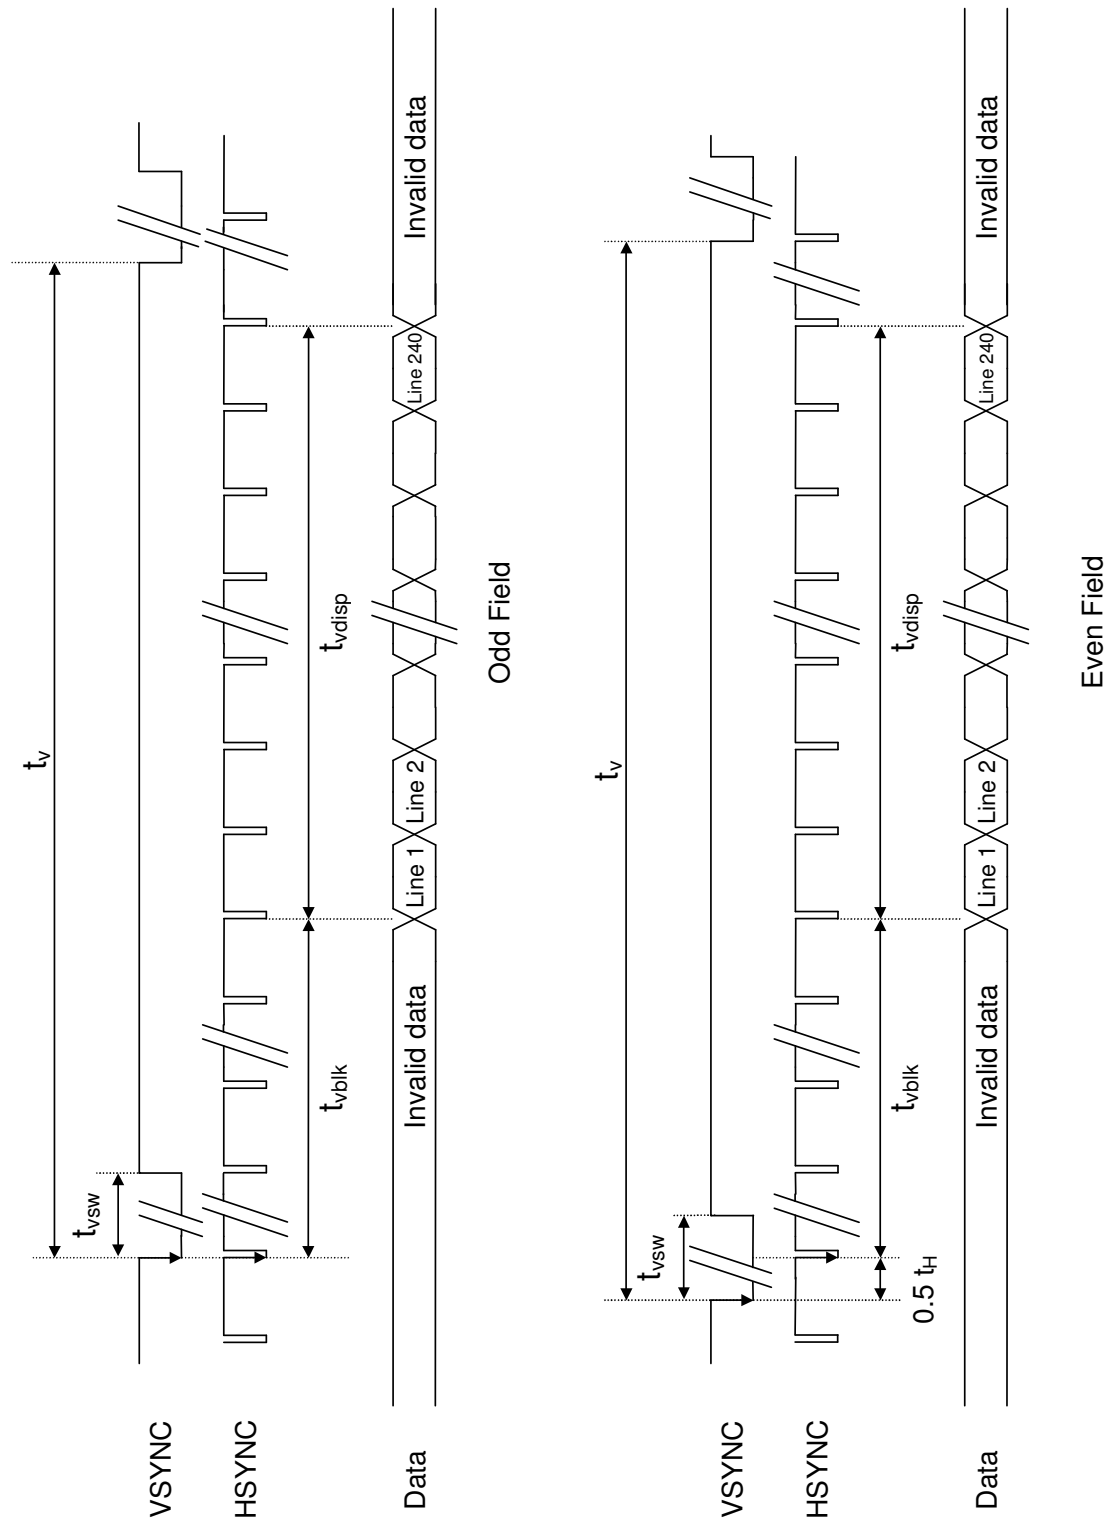 tv
tvsw
VSYNC
HSYNC
tvblk
tvdisp
Data
Invalid data
Line 1
Line 2
Line 240
Invalid data
Odd Field
tv
tvsw
VSYNC
HSYNC
tvblk
tvdisp
0.5 tH
Data
Invalid data
Line 1
Line 2
Line 240
Invalid data
Even Field